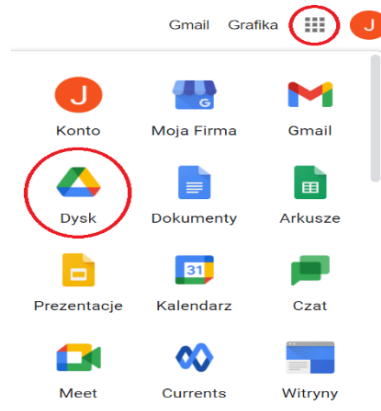 Gmail Grafika J
J
Konto Moja Firma Gmail
Dysk Dokumenty Arkusze
31
Prezentacje Kalendarz Czat
Meet Currents Witryny